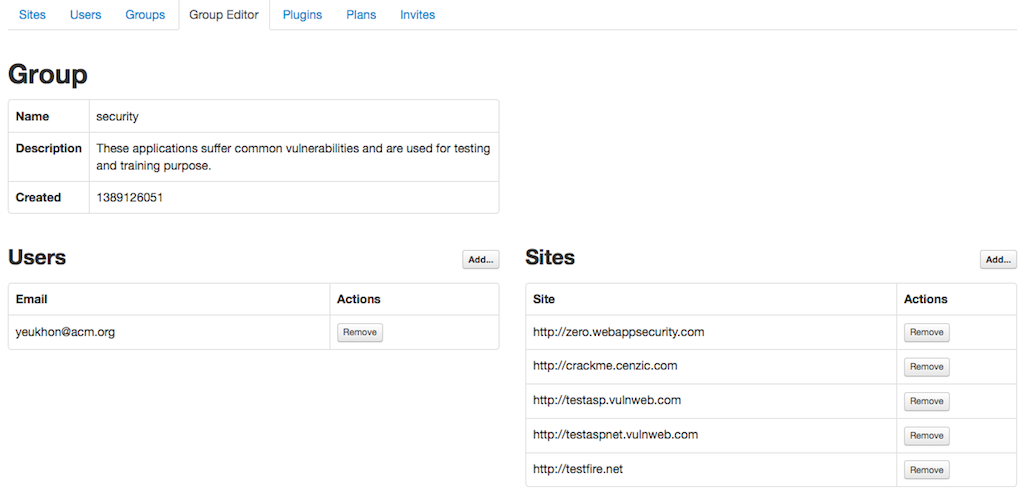 Sites Users Groups Group Editor Plugins Plans Invites
Group
Name security
Description These applications suffer common vulnerabilities and are used for testing
and training purpose.
Created 1389126051
Users Add...
Email Actions
yeukhon@acm.org Remove
Sites Add...
Site Actions
http://zero.webappsecurity.com Remove
http://crackme.cenzic.com Remove
http://testasp.vulnweb.com Remove
http://testaspnet.vulnweb.com Remove
http://testfire.net Remove